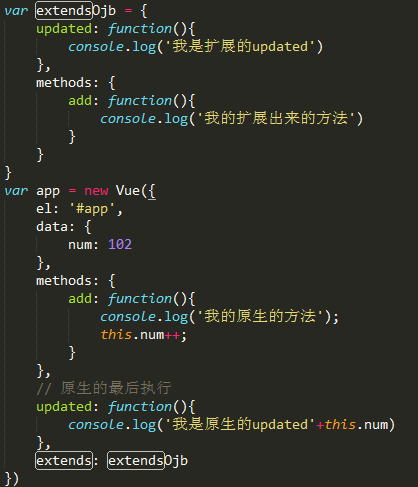 var extendsOjb = {
    updated: function(){
        console.log('我是扩展的updated')
    },
    methods: {
        add: function(){
            console.log('我的扩展出来的方法')
        }
    }
}
var app = new Vue({
    el: '#app',
    data: {
        num: 102
    },
    methods: {
        add: function(){
            console.log('我的原生的方法');
            this.num++;
        }
    },
    // 原生的最后执行
    updated: function(){
        console.log('我是原生的updated'+this.num)
    },
    extends: extendsOjb
})